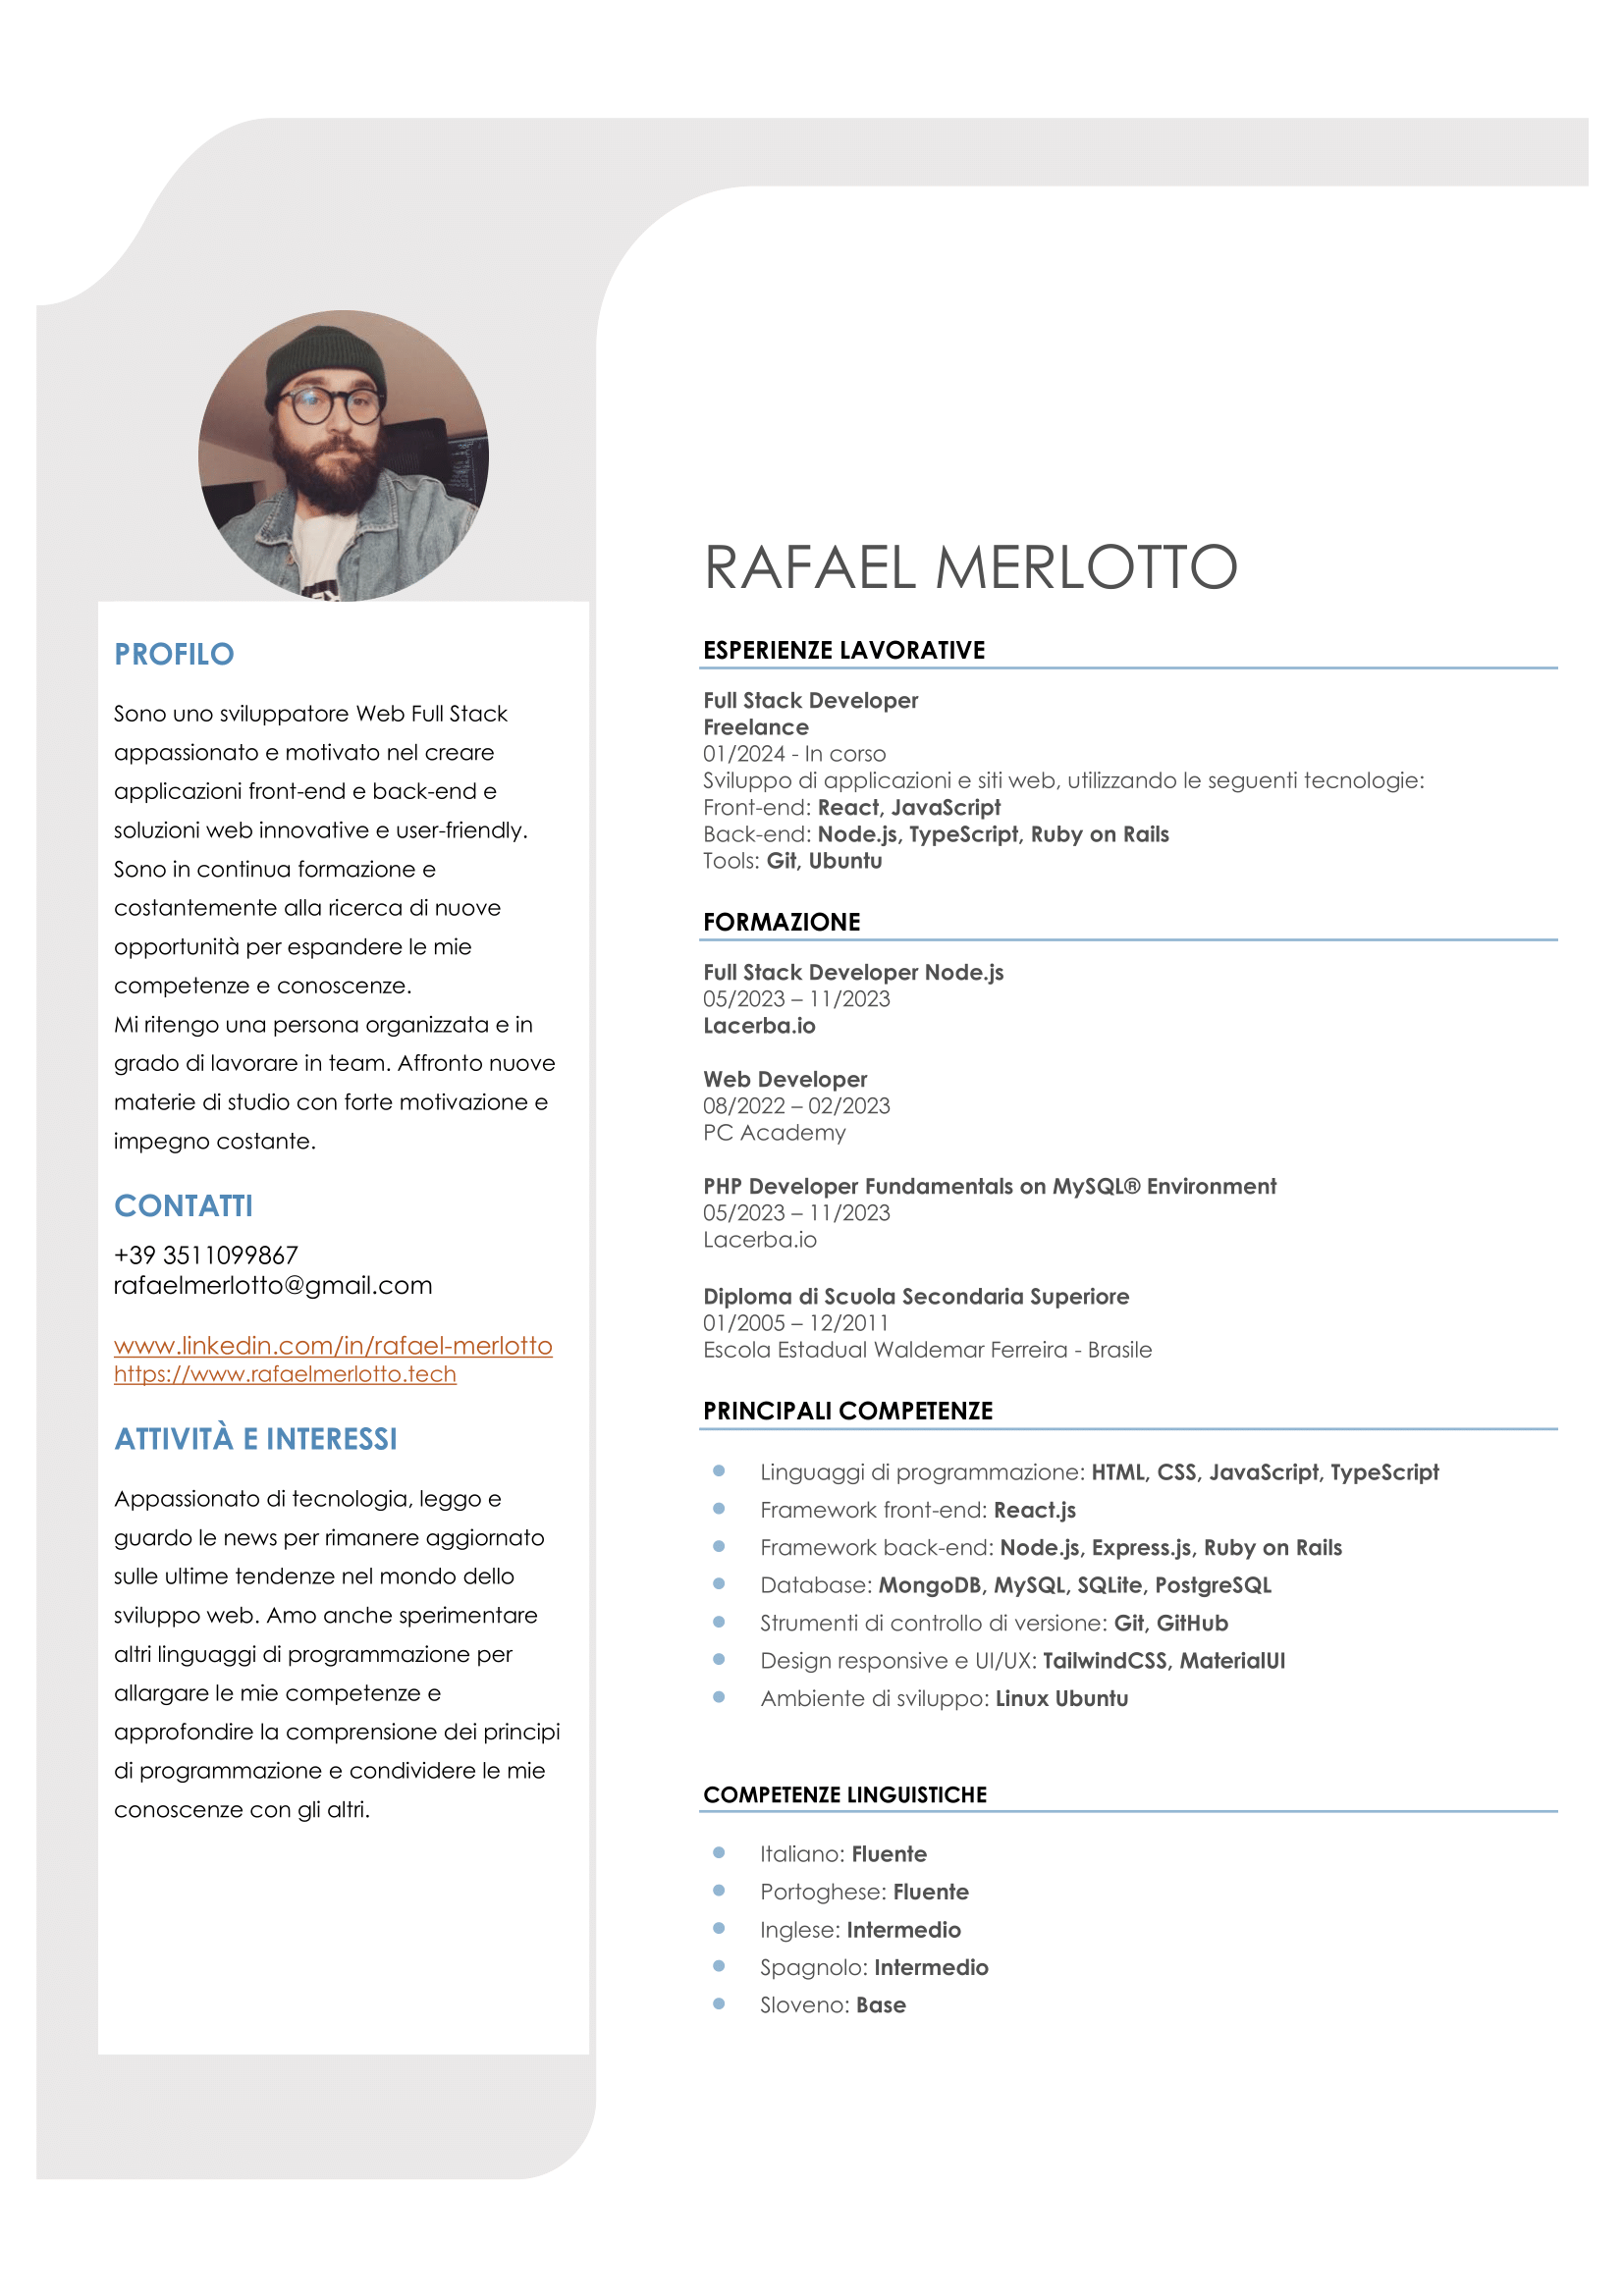 RAFAEL MERLOTTO
PROFILO
Sono uno sviluppatore Web Full Stack
appassionato e motivato nel creare
applicazioni front-end e back-end e
soluzioni web innovative e user-friendly.
Sono in continua formazione e
costantemente alla ricerca di nuove
opportunità per espandere le mie
competenze e conoscenze.
Mi ritengo una persona organizzata e in
grado di lavorare in team. Affronto nuove
materie di studio con forte motivazione e
impegno costante.
CONTATTI
+39 3511099867
rafaelmerlotto@gmail.com
www.linkedin.com/in/rafael-merlotto
https://www.rafaelmerlotto.tech
ATTIVITÀ E INTERESSI
Appassionato di tecnologia, leggo e
guardo le news per rimanere aggiornato
sulle ultime tendenze nel mondo dello
sviluppo web. Amo anche sperimentare
altri linguaggi di programmazione per
allargare le mie competenze e
approfondire la comprensione dei principi
di programmazione e condividere le mie
conoscenze con gli altri.
ESPERIENZE LAVORATIVE
Full Stack Developer
Freelance
01/2024 - In corso
Sviluppo di applicazioni e siti web, utilizzando le seguenti tecnologie:
Front-end: React, JavaScript
Back-end: Node.js, TypeScript, Ruby on Rails
Tools: Git, Ubuntu
FORMAZIONE
Full Stack Developer Node.js
05/2023 – 11/2023
Lacerba.io
Web Developer
08/2022 – 02/2023
PC Academy
PHP Developer Fundamentals on MySQL® Environment
05/2023 – 11/2023
Lacerba.io
Diploma di Scuola Secondaria Superiore
01/2005 – 12/2011
Escola Estadual Waldemar Ferreira - Brasile
PRINCIPALI COMPETENZE
• Linguaggi di programmazione: HTML, CSS, JavaScript, TypeScript
• Framework front-end: React.js
• Framework back-end: Node.js, Express.js, Ruby on Rails
• Database: MongoDB, MySQL, SQLite, PostgreSQL
• Strumenti di controllo di versione: Git, GitHub
• Design responsive e UI/UX: TailwindCSS, MaterialUI
• Ambiente di sviluppo: Linux Ubuntu
COMPETENZE LINGUISTICHE
• Italiano: Fluente
• Portoghese: Fluente
• Inglese: Intermedio
• Spagnolo: Intermedio
• Sloveno: Base